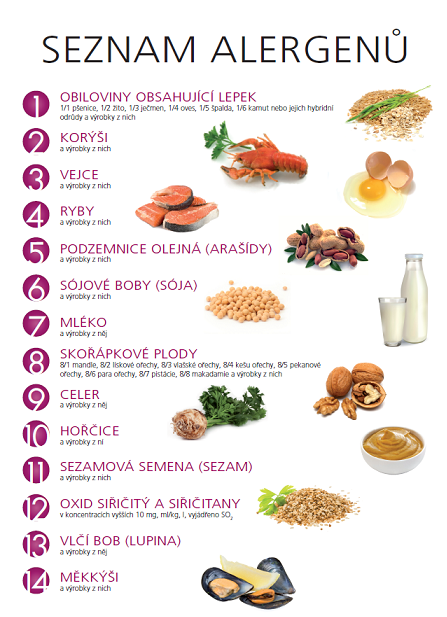 SEZNAM ALERGENŮ
1 OBILOVINY OBSAHUJÍCÍ LEPEK
1/1 pšenice, 1/2 žito, 1/3 ječmen, 1/4 oves, 1/5 špalda, 1/6 kamut nebo jejich hybridní
odrůdy a výrobky z nich
2 KORÝŠI
a výrobky z nich
3 VEJCE
a výrobky z nich
4 RYBY
a výrobky z nich
5 PODZEMNICE OLEJNÁ (ARAŠÍDY)
a výrobky z nich
6 SÓJOVÉ BOBY (SÓJA)
a výrobky z nich
7 MLÉKO
a výrobky z něj
8 SKOŘÁPKOVÉ PLODY
8/1 mandle, 8/2 lískové ořechy, 8/3 vlašské ořechy, 8/4 kešu ořechy, 8/5 pekanové
ořechy, 8/6 para ořechy, 8/7 pistácie, 8/8 makadamie a výrobky z nich
9 CELER
a výrobky z něj
10 HOŘČICE
a výrobky z ní
11 SEZAMOVÁ SEMENA (SEZAM)
a výrobky z nich
12 OXID SIŘIČITÝ A SIŘIČITANY
v koncentracích vyšších 10 mg, ml/kg, l, vyjádřeno SO₂
13 VLČÍ BOB (LUPINA)
a výrobky z něj
14 MĚKKÝŠI
a výrobky z nich